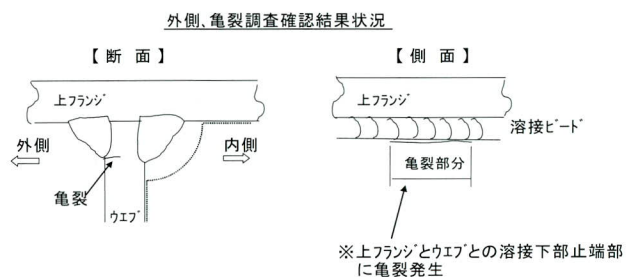 外側､亀裂調査確認結果状況
【 断 面 】
【 側 面 】
上フランジ
上フランジ
外側
内側
亀裂
ウエブ
溶接ビード
亀裂部分
※上フランジとウエブとの溶接下部止端部
に亀裂発生